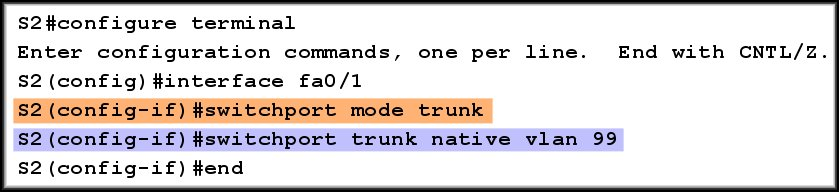 S2#configure terminal
Enter configuration commands, one per line.  End with CNTL/Z.
S2(config)#interface fa0/1
S2(config-if)#switchport mode trunk
S2(config-if)#switchport trunk native vlan 99
S2(config-if)#end